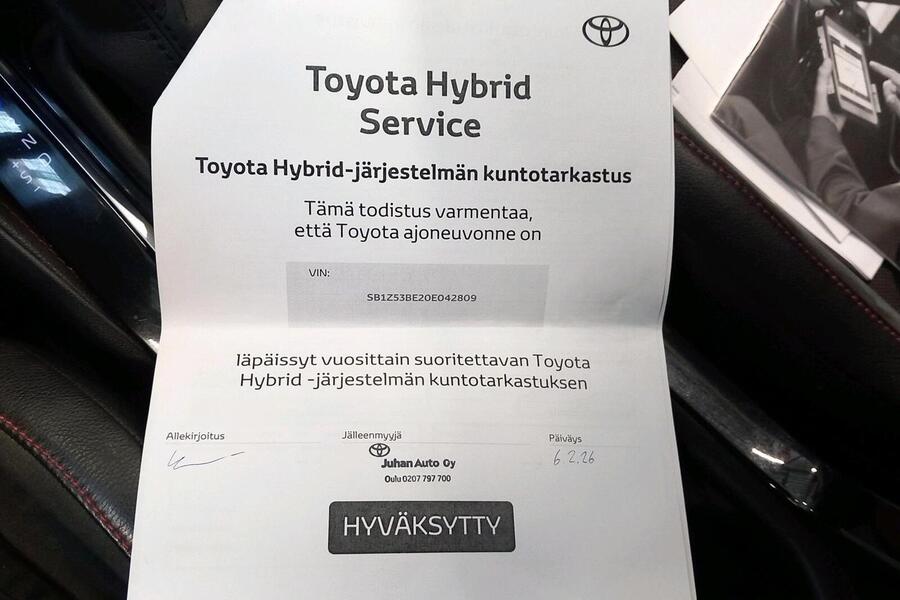 Toyota Hybrid
Service
Toyota Hybrid-järjestelmän kuntotarkastus
Tämä todistus varmentaa,
että Toyota ajoneuvonne on
VIN:
SB1Z53BE20E042809
läpäissyt vuosittain suoritettavan Toyota
Hybrid -järjestelmän kuntotarkastuksen
Allekirjoitus
Jälleenmyyjä
Päiväys
Juhan Auto Oy
Oulu 0207 797 700
6.2.26
HYVÄKSYTTY